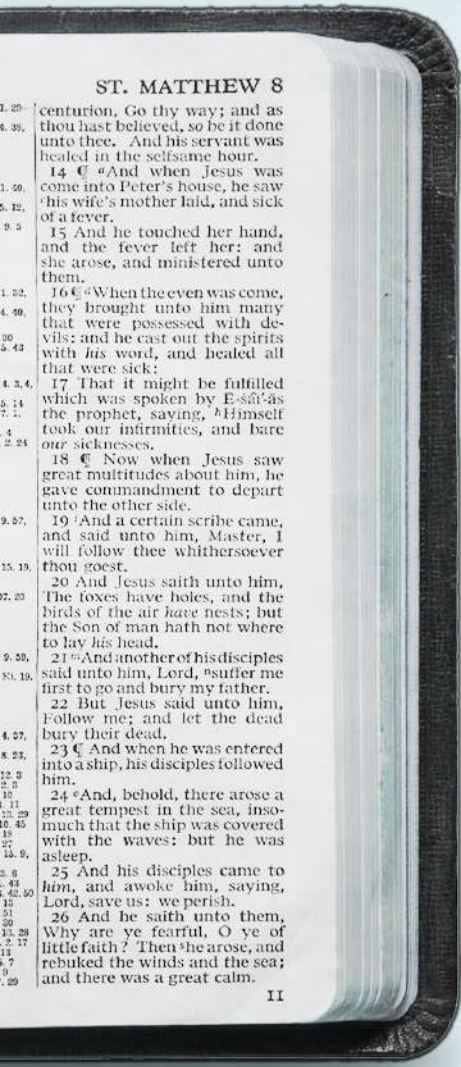 ST. MATTHEW 8
centurion, Go thy way; and as
thou hast believed, so be it done
unto thee. And his servant was
healed in the selfsame hour.
14 ¶ And when Jesus was
come into Peter's house, he saw
his wife's mother laid, and sick
of a fever.
15 And he touched her hand,
and the fever left her: and
she arose, and ministered unto
them.
16 ¶ When the even was come,
they brought unto him many
that were possessed with de-
vils: and he cast out the spirits
with his word, and healed all
that were sick:
17 That it might be fulfilled
which was spoken by E-sâi´-ăs
the prophet, saying, ʰHimself
took our infirmities, and bare
our sicknesses.
18 ¶ Now when Jesus saw
great multitudes about him, he
gave commandment to depart
unto the other side.
19 And a certain scribe came,
and said unto him, Master, I
will follow thee whithersoever
thou goest.
20 And Jesus saith unto him,
The foxes have holes, and the
birds of the air have nests; but
the Son of man hath not where
to lay his head.
21 ᵐAnd another of his disciples
said unto him, Lord, ⁿsuffer me
first to go and bury my father.
22 But Jesus said unto him,
Follow me; and let the dead
bury their dead.
23 ¶ And when he was entered
into a ship, his disciples followed
him.
24 And, behold, there arose a
great tempest in the sea, inso-
much that the ship was covered
with the waves: but he was
asleep.
25 And his disciples came to
him, and awoke him, saying,
Lord, save us: we perish.
26 And he saith unto them,
Why are ye fearful, O ye of
little faith? Then he arose, and
rebuked the winds and the sea;
and there was a great calm.
11